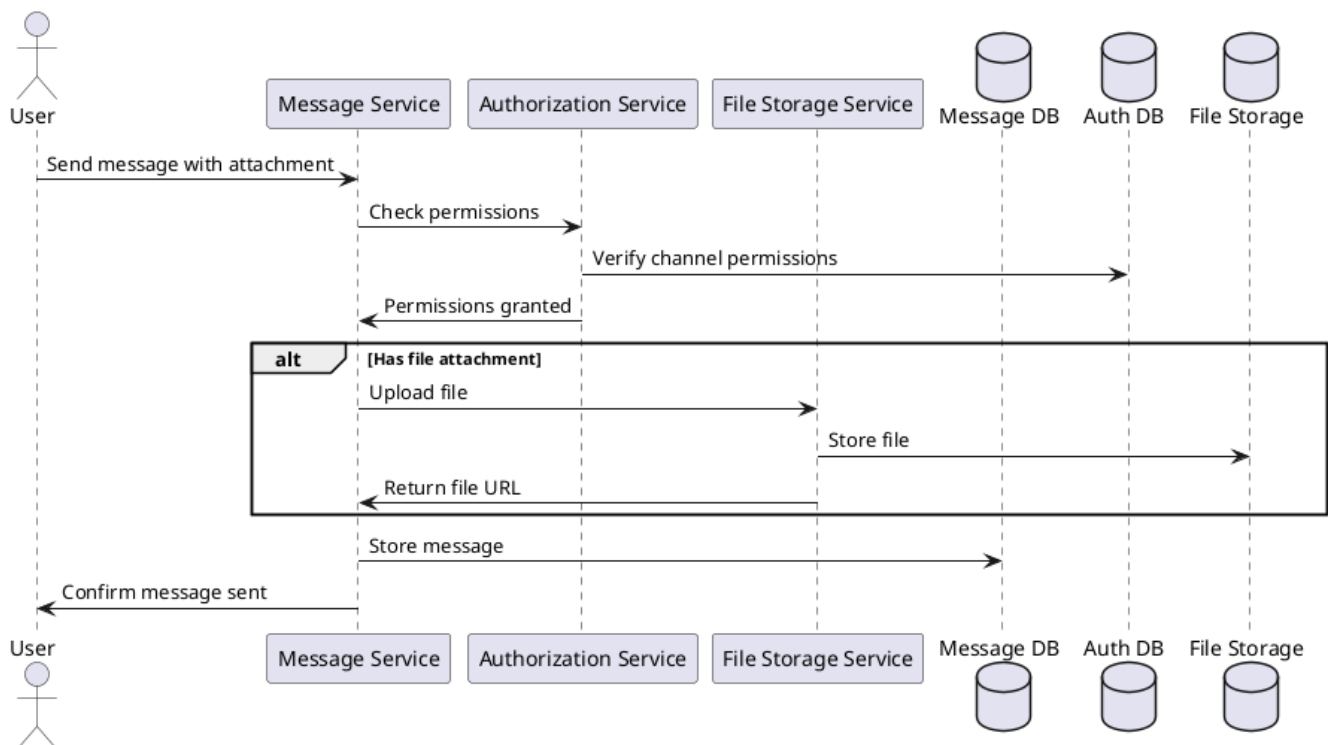 User
Message Service
Authorization Service
File Storage Service
Message DB
Auth DB
File Storage
Send message with attachment
Check permissions
Verify channel permissions
Permissions granted
alt
[Has file attachment]
Upload file
Store file
Return file URL
Store message
Confirm message sent
User
Message Service
Authorization Service
File Storage Service
Message DB
Auth DB
File Storage